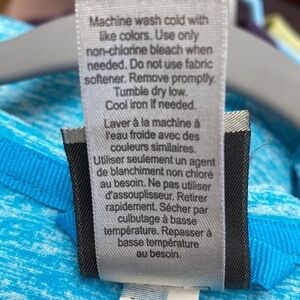 Machine wash cold with
like colors. Use only
non-chlorine bleach when
needed. Do not use fabric
softener. Remove promptly.
Tumble dry low.
Cool iron if needed.
Laver à la machine à
l'eau froide avec des
couleurs similaires.
Utiliser seulement un agent
de blanchiment non chloré
au besoin. Ne pas utiliser
d'assouplisseur. Retirer
rapidement. Sécher par
culbutage à basse
température. Repasser à
basse température
au besoin.